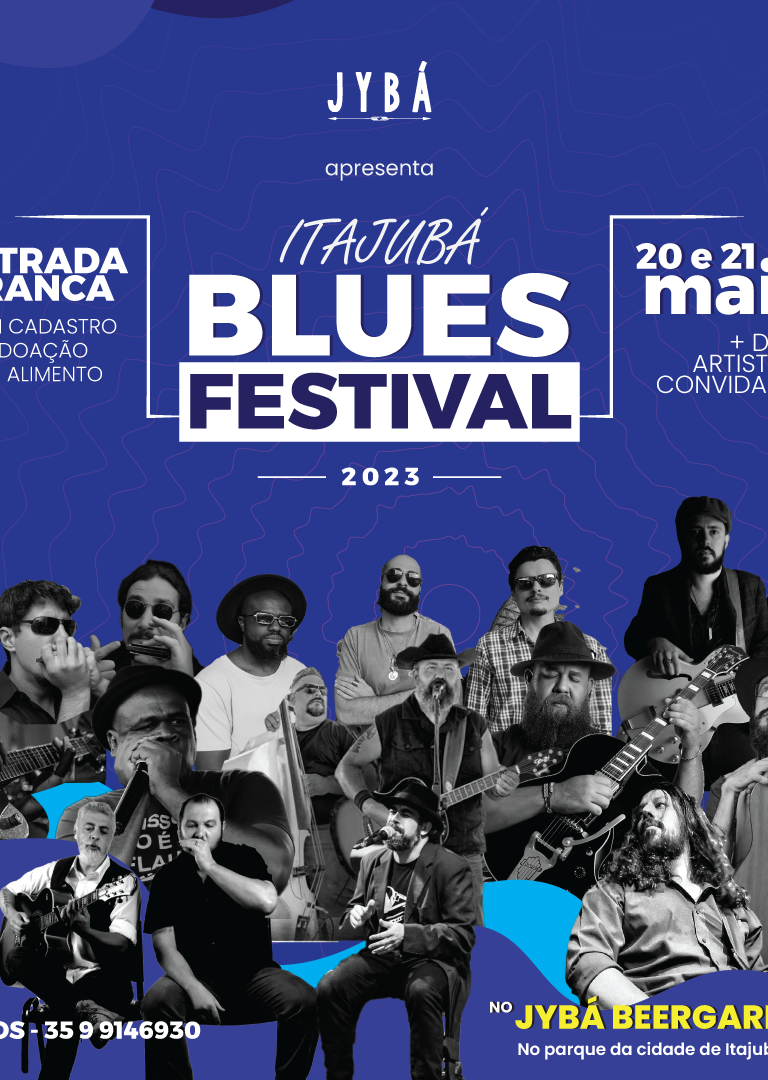 JYBÁ
apresenta
ITAJUBÁ
BLUES
FESTIVAL
2023
TRADA
RANCA
CADASTRO
DOAÇÃO
ALIMENTO
20 e 21
mai
+ D
ARTIST
CONVIDA
OS - 35 9 9146930
NO JYBÁ BEERGAR
No parque da cidade de Itajub